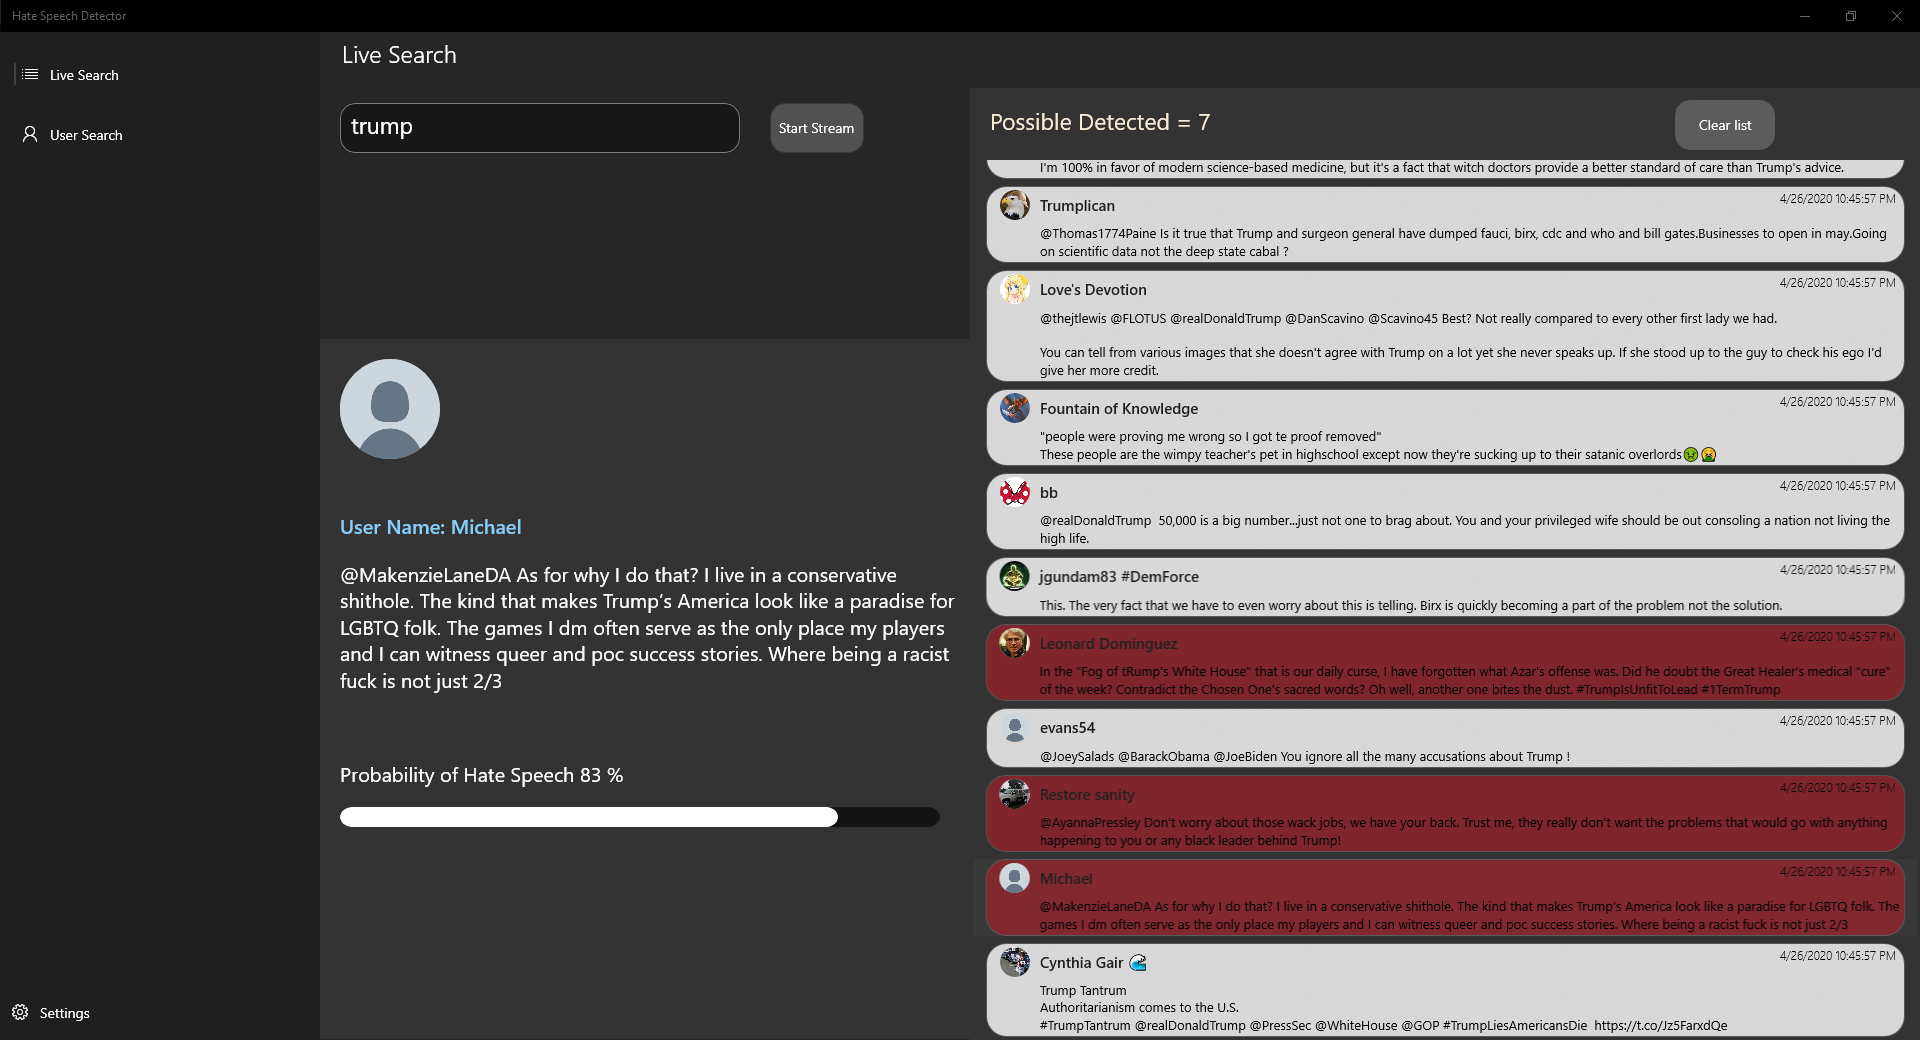 Hate Speech Detector
Live Search
User Search
Settings
Live Search
trump
Start Stream
User Name: Michael
@MakenzieLaneDA As for why I do that? I live in a conservative
shithole. The kind that makes Trump's America look like a paradise for
LGBTQ folk. The games I dm often serve as the only place my players
and I can witness queer and poc success stories. Where being a racist
fuck is not just 2/3
Probability of Hate Speech 83 %
Possible Detected = 7
Clear list
I'm 100% in favor of modern science-based medicine, but it's a fact that witch doctors provide a better standard of care than Trump's advice.
Trumplican
4/26/2020 10:45:57 PM
@Thomas1774Paine Is it true that Trump and surgeon general have dumped fauci, birx, cdc and who and bill gates.Businesses to open in may.Going
on scientific data not the deep state cabal ?
Love's Devotion
4/26/2020 10:45:57 PM
@thejtlewis @FLOTUS @realDonaldTrump @DanScavino @Scavino45 Best? Not really compared to every other first lady we had.
You can tell from various images that she doesn't agree with Trump on a lot yet she never speaks up. If she stood up to the guy to check his ego I'd
give her more credit.
Fountain of Knowledge
4/26/2020 10:45:57 PM
"people were proving me wrong so I got te proof removed"
These people are the wimpy teacher's pet in highschool except now they're sucking up to their satanic overlords🤢🤮
bb
4/26/2020 10:45:57 PM
@realDonaldTrump  50,000 is a big number...just not one to brag about. You and your privileged wife should be out consoling a nation not living the
high life.
jgundam83 #DemForce
4/26/2020 10:45:57 PM
This. The very fact that we have to even worry about this is telling. Birx is quickly becoming a part of the problem not the solution.
Leonard Dominguez
4/26/2020 10:45:57 PM
In the "Fog of tRump's White House" that is our daily curse, I have forgotten what Azar's offense was. Did he doubt the Great Healer's medical "cure"
of the week? Contradict the Chosen One's sacred words? Oh well, another one bites the dust. #TrumpIsUnfitToLead #1TermTrump
evans54
4/26/2020 10:45:57 PM
@JoeySalads @BarackObama @JoeBiden You ignore all the many accusations about Trump !
Restore sanity
4/26/2020 10:45:57 PM
@AyannaPressley Don't worry about those wack jobs, we have your back. Trust me, they really don't want the problems that would go with anything
happening to you or any black leader behind Trump!
Michael
4/26/2020 10:45:57 PM
@MakenzieLaneDA As for why I do that? I live in a conservative shithole. The kind that makes Trump's America look like a paradise for LGBTQ folk. The
games I dm often serve as the only place my players and I can witness queer and poc success stories. Where being a racist fuck is not just 2/3
Cynthia Gair 🌊
4/26/2020 10:45:57 PM
Trump Tantrum
Authoritarianism comes to the U.S.
#TrumpTantrum @realDonaldTrump @PressSec @WhiteHouse @GOP #TrumpLiesAmericansDie  https://t.co/Jz5FarxdQe